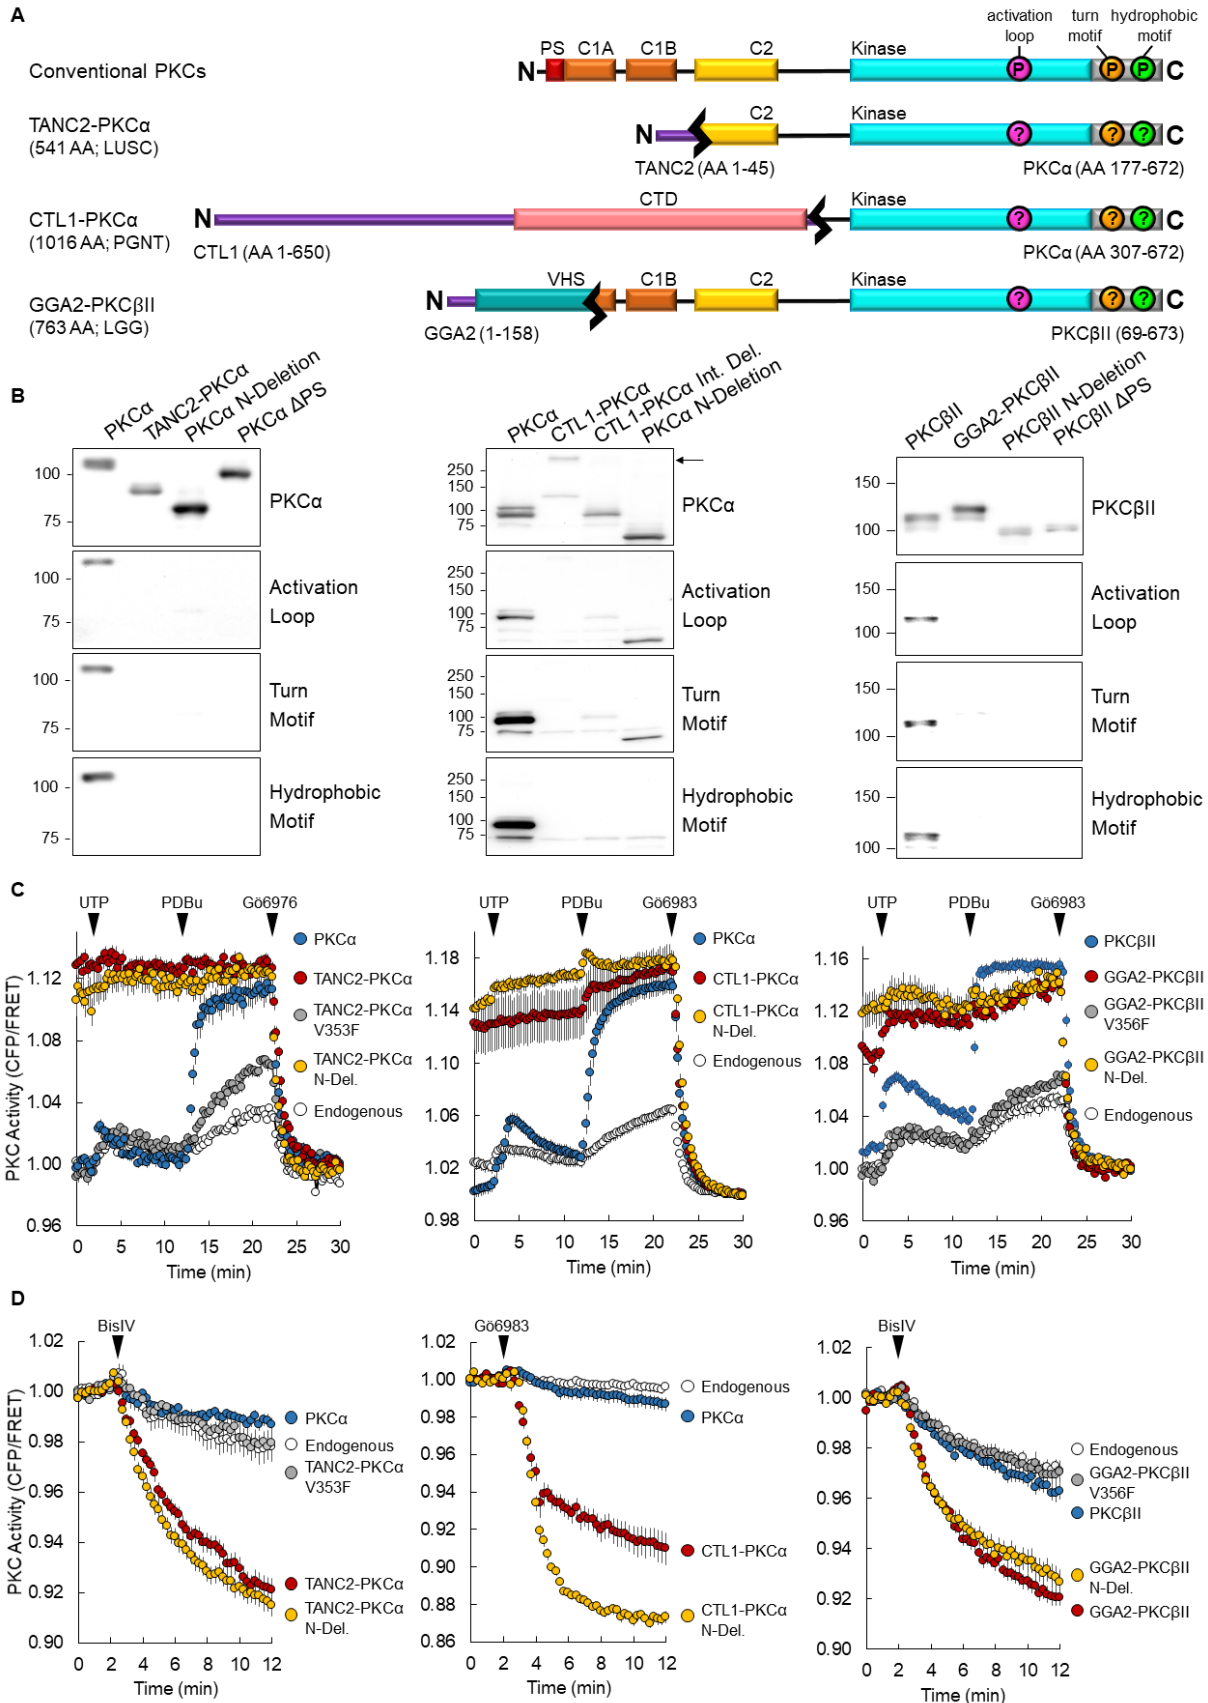 A
activation loop
turn motif
hydrophobic motif
PS C1A C1B C2 Kinase
Conventional PKCs
N P P P C
C2 Kinase
TANC2-PKCα
(541 AA; LUSC)
N ? ? ? C
TANC2 (AA 1-45) PKCα (AA 177-672)
CTD Kinase
CTL1-PKCα
(1016 AA; PGNT)
N ? ? ? C
CTL1 (AA 1-650) PKCα (AA 307-672)
VHS C1B C2 Kinase
GGA2-PKCβII
(763 AA; LGG)
N ? ? ? C
GGA2 (1-158) PKCβII (69-673)
B
PKCα
TANC2-PKCα
PKCα N-Deletion
PKCα ΔPS
100
75
PKCα
100
75
Activation
Loop
100
75
Turn
Motif
100
75
Hydrophobic
Motif
PKCα
CTL1-PKCα
CTL1-PKCα Int. Del.
PKCα N-Deletion
250
150
100
75
PKCα
250
150
100
75
Activation
Loop
250
150
100
75
Turn
Motif
250
150
100
75
Hydrophobic
Motif
PKCβII
GGA2-PKCβII
PKCβII N-Deletion
PKCβII ΔPS
150
100
PKCβII
150
100
Activation
Loop
150
100
Turn
Motif
150
100
Hydrophobic
Motif
C
PKC Activity (CFP/FRET)
UTP PDBu Gö6976
1.12
1.08
1.04
1.00
0.96
0 5 10 15 20 25 30
Time (min)
PKCα
TANC2-PKCα
TANC2-PKCα
V353F
TANC2-PKCα
N-Del.
Endogenous
UTP PDBu Gö6983
1.18
1.14
1.10
1.06
1.02
0.98
0 5 10 15 20 25 30
Time (min)
PKCα
CTL1-PKCα
CTL1-PKCα
N-Del.
Endogenous
UTP PDBu Gö6983
1.16
1.12
1.08
1.04
1.00
0.96
0 5 10 15 20 25 30
Time (min)
PKCβII
GGA2-PKCβII
GGA2-PKCβII
V356F
GGA2-PKCβII
N-Del.
Endogenous
D
PKC Activity (CFP/FRET)
BisIV
1.02
1.00
0.98
0.96
0.94
0.92
0.90
0 2 4 6 8 10 12
Time (min)
PKCα
Endogenous
TANC2-PKCα
V353F
TANC2-PKCα
TANC2-PKCα
N-Del.
Gö6983
1.02
1.00
0.98
0.96
0.94
0.92
0.90
0.88
0.86
0 2 4 6 8 10 12
Time (min)
Endogenous
PKCα
CTL1-PKCα
CTL1-PKCα
N-Del.
BisIV
1.02
1.00
0.98
0.96
0.94
0.92
0.90
0 2 4 6 8 10 12
Time (min)
Endogenous
GGA2-PKCβII
V356F
PKCβII
GGA2-PKCβII
N-Del.
GGA2-PKCβII